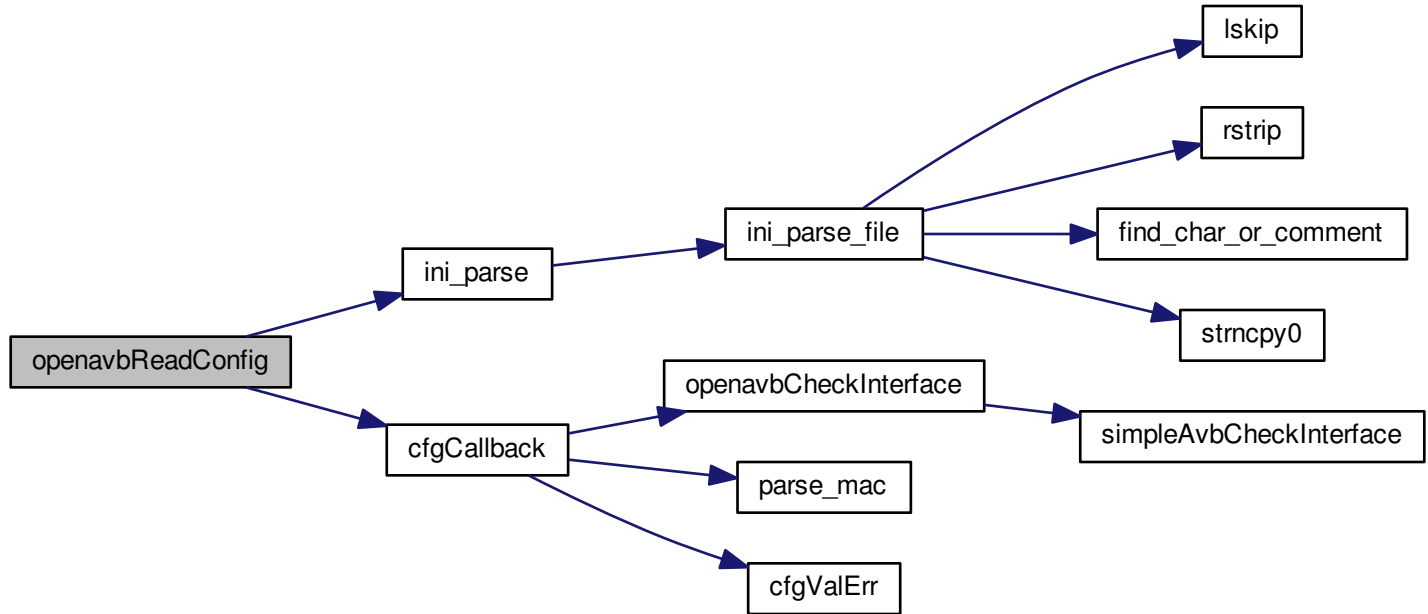 openavbReadConfig
ini_parse
cfgCallback
ini_parse_file
openavbCheckInterface
parse_mac
cfgValErr
lskip
rstrip
find_char_or_comment
strncpy0
simpleAvbCheckInterface